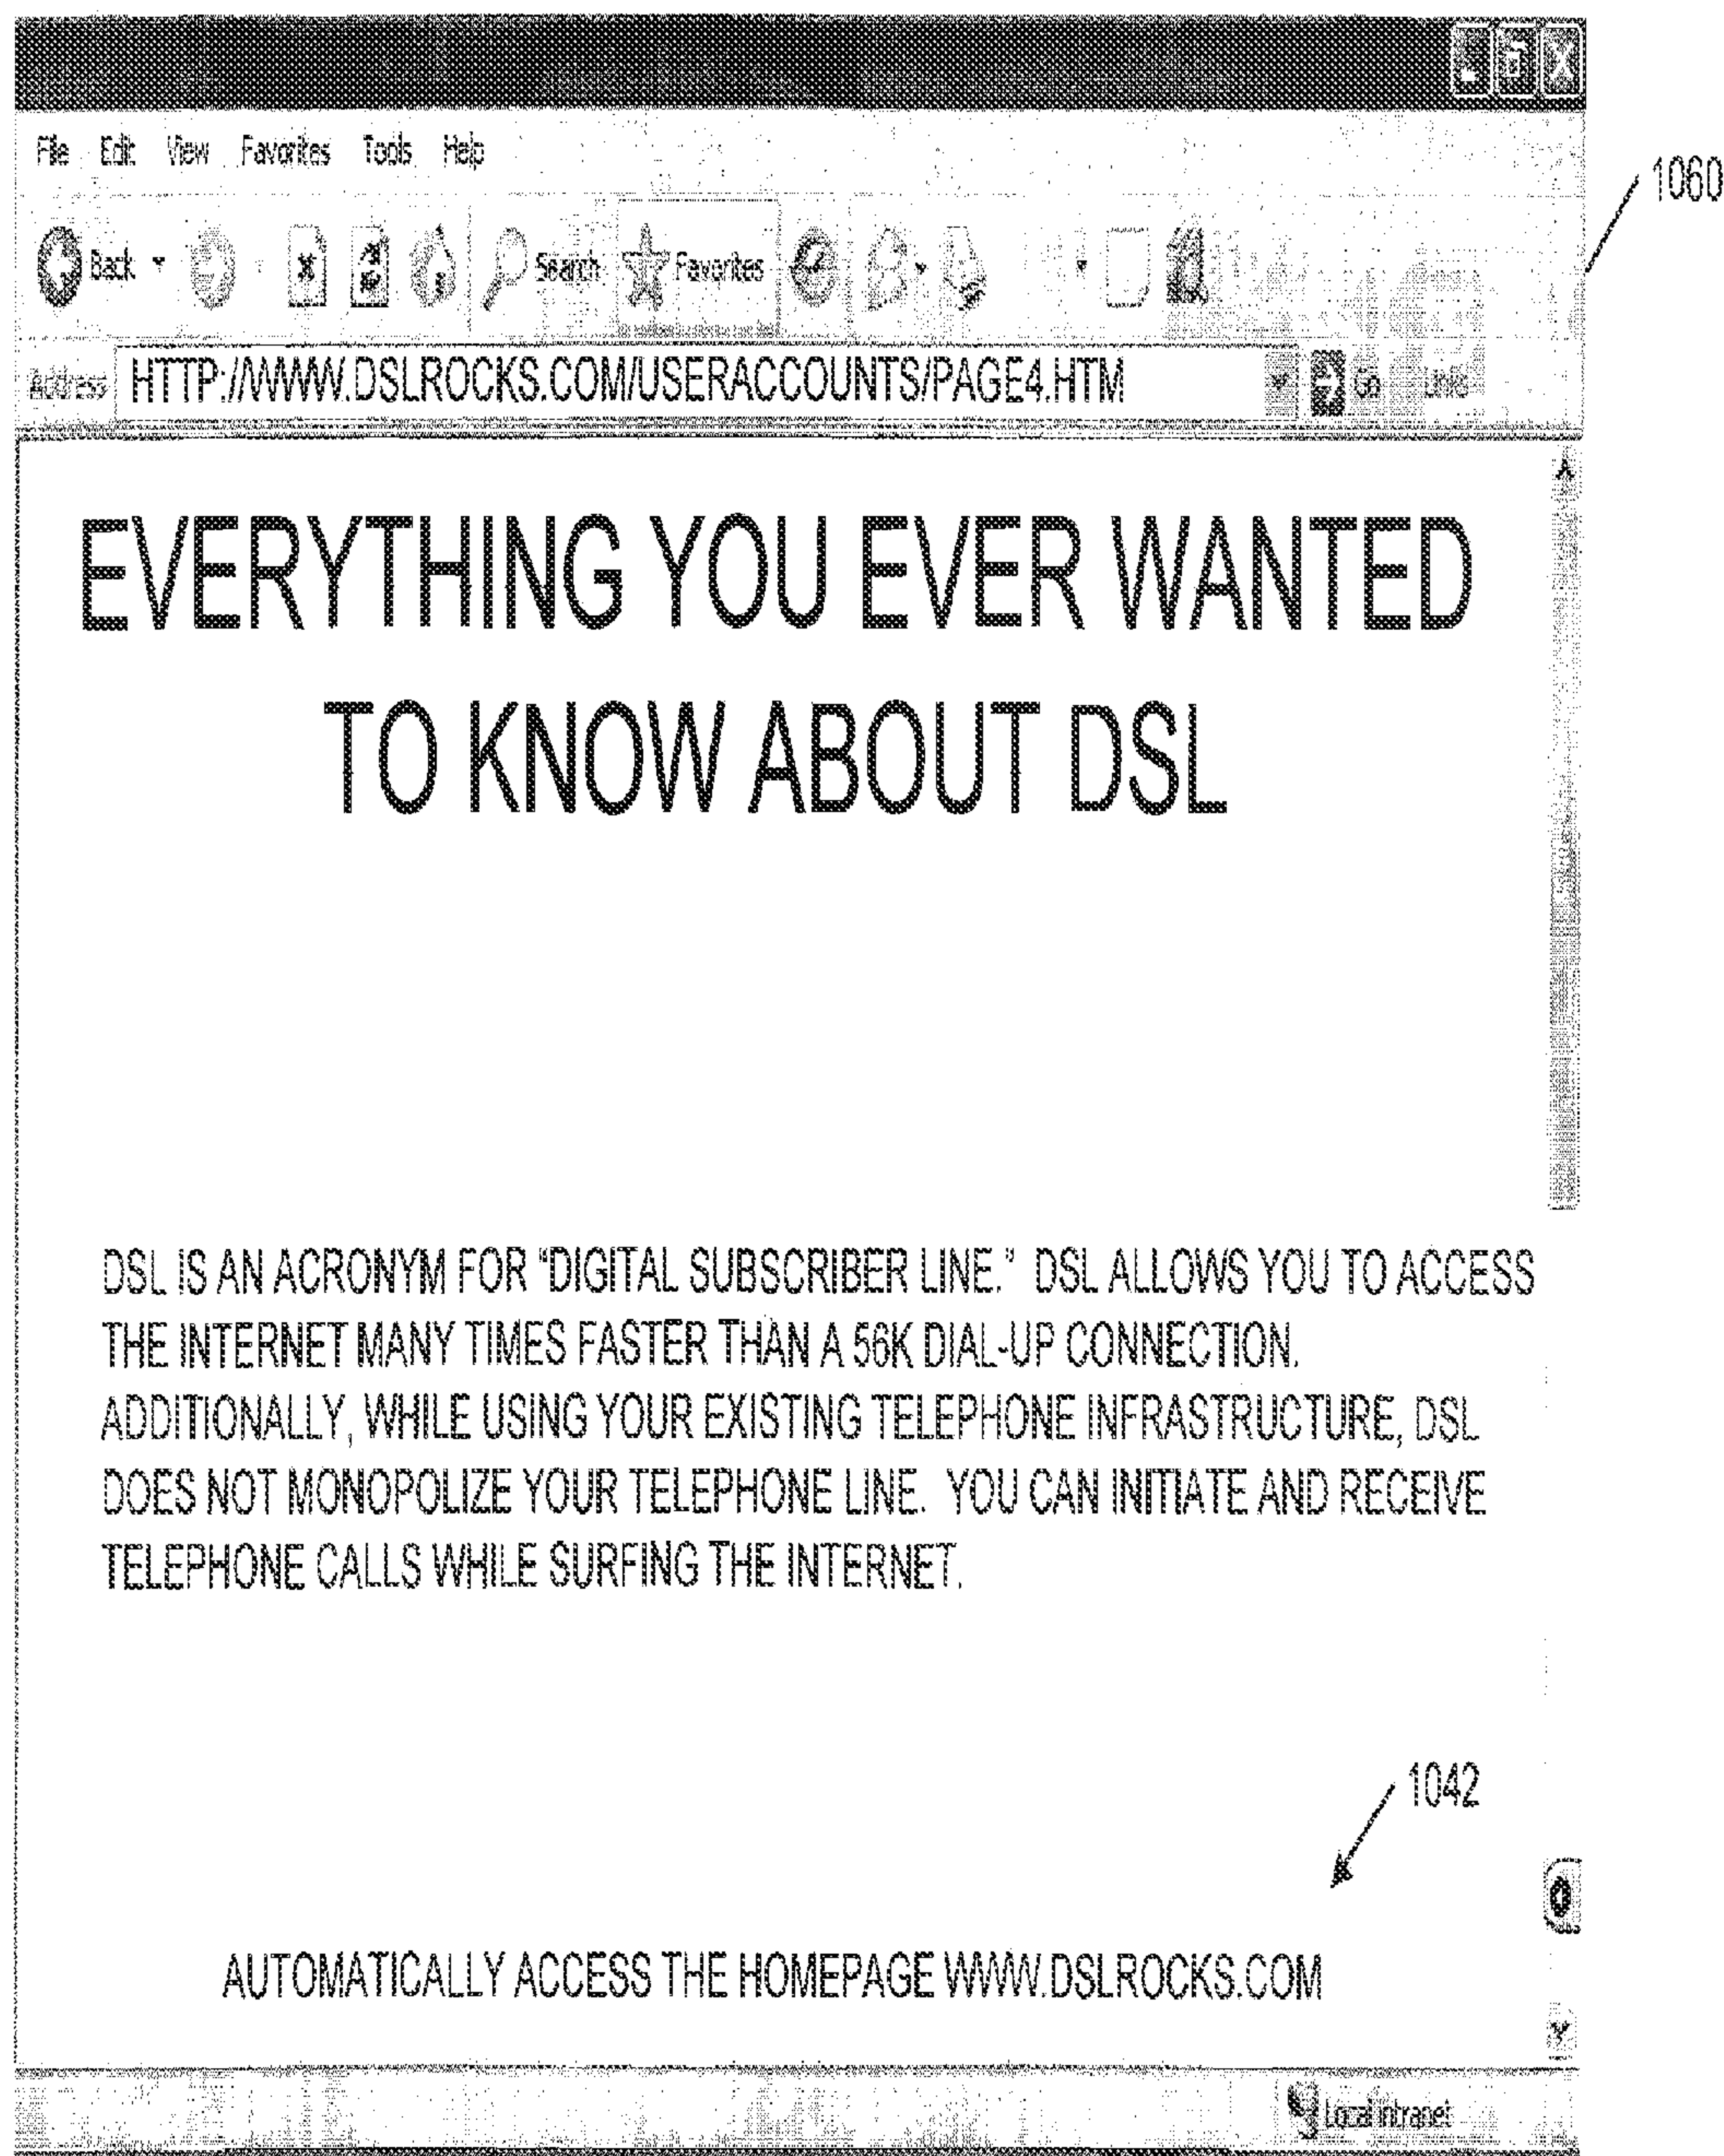 File Edit View Favorites Tools Help
1060
Back Search Favorites
Address HTTP://WWW.DSLROCKS.COM/USERACCOUNTS/PAGE4.HTM Go Links
EVERYTHING YOU EVER WANTED
TO KNOW ABOUT DSL
DSL IS AN ACRONYM FOR "DIGITAL SUBSCRIBER LINE." DSL ALLOWS YOU TO ACCESS
THE INTERNET MANY TIMES FASTER THAN A 56K DIAL-UP CONNECTION.
ADDITIONALLY, WHILE USING YOUR EXISTING TELEPHONE INFRASTRUCTURE, DSL
DOES NOT MONOPOLIZE YOUR TELEPHONE LINE. YOU CAN INITIATE AND RECEIVE
TELEPHONE CALLS WHILE SURFING THE INTERNET.
1042
AUTOMATICALLY ACCESS THE HOMEPAGE WWW.DSLROCKS.COM
Local intranet